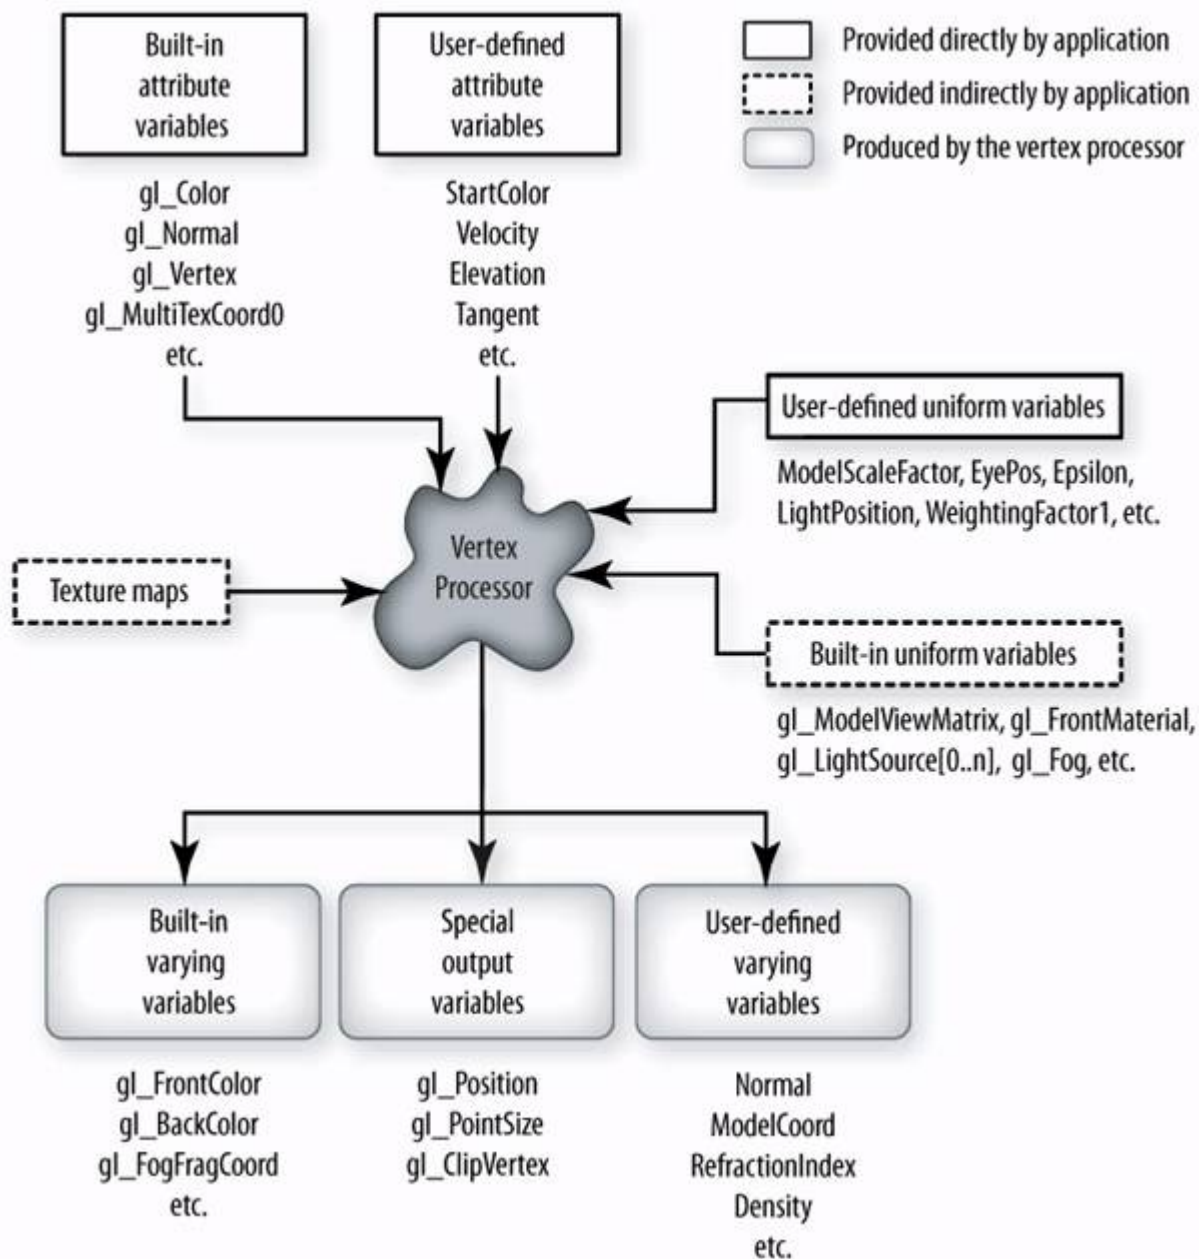 Built-in
attribute
variables
User-defined
attribute
variables
Provided directly by application
Provided indirectly by application
Produced by the vertex processor
gl_Color
gl_Normal
gl_Vertex
gl_MultiTexCoord0
etc.
StartColor
Velocity
Elevation
Tangent
etc.
User-defined uniform variables
ModelScaleFactor, EyePos, Epsilon,
LightPosition, WeightingFactor1, etc.
Vertex
Processor
Texture maps
Built-in uniform variables
gl_ModelViewMatrix, gl_FrontMaterial,
gl_LightSource[0..n], gl_Fog, etc.
Built-in
varying
variables
Special
output
variables
User-defined
varying
variables
gl_FrontColor
gl_BackColor
gl_FogFragCoord
etc.
gl_Position
gl_PointSize
gl_ClipVertex
Normal
ModelCoord
RefractionIndex
Density
etc.